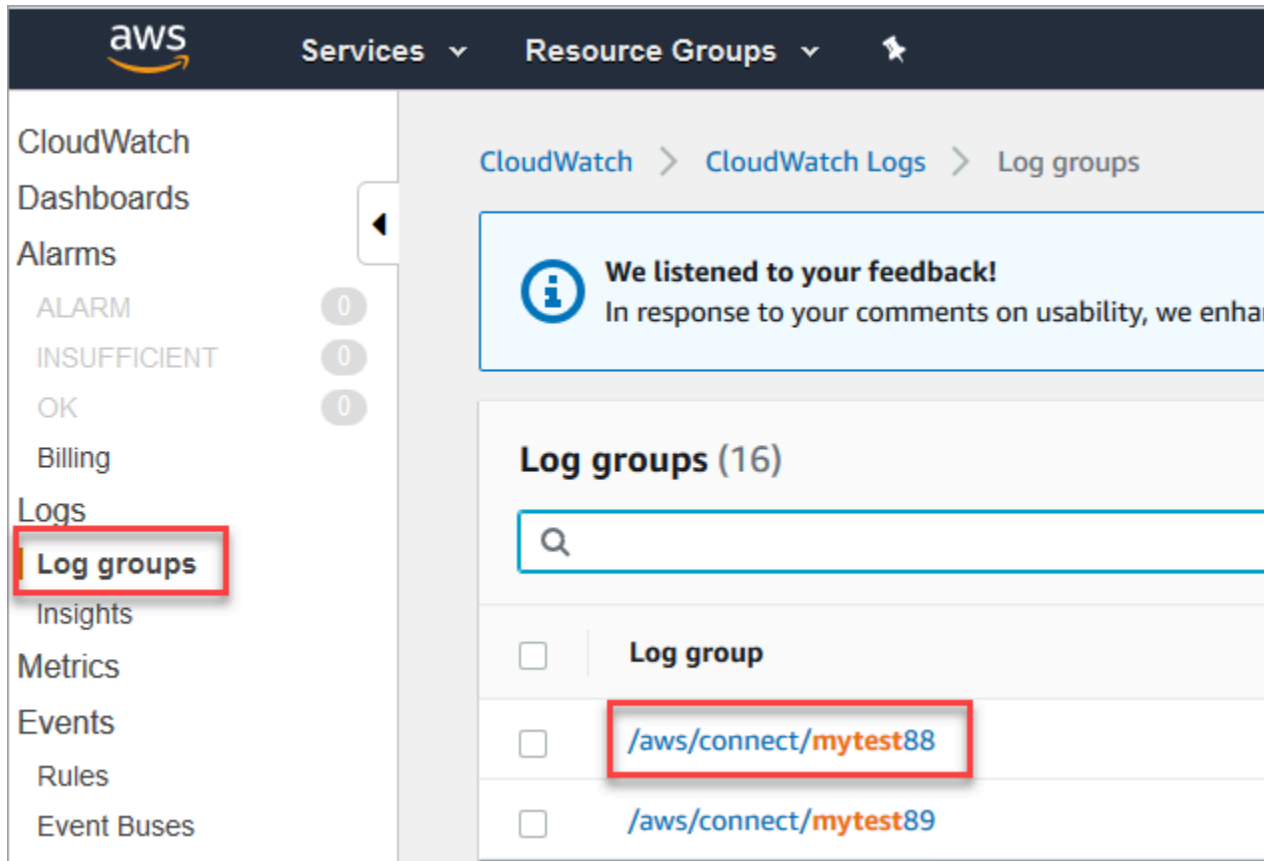 aws
Services
Resource Groups
CloudWatch
Dashboards
Alarms
ALARM 0
INSUFFICIENT 0
OK 0
Billing
Logs
Log groups
Insights
Metrics
Events
Rules
Event Buses
CloudWatch > CloudWatch Logs > Log groups
We listened to your feedback!
In response to your comments on usability, we
Log groups (16)
Log group
/aws/connect/mytest88
/aws/connect/mytest89